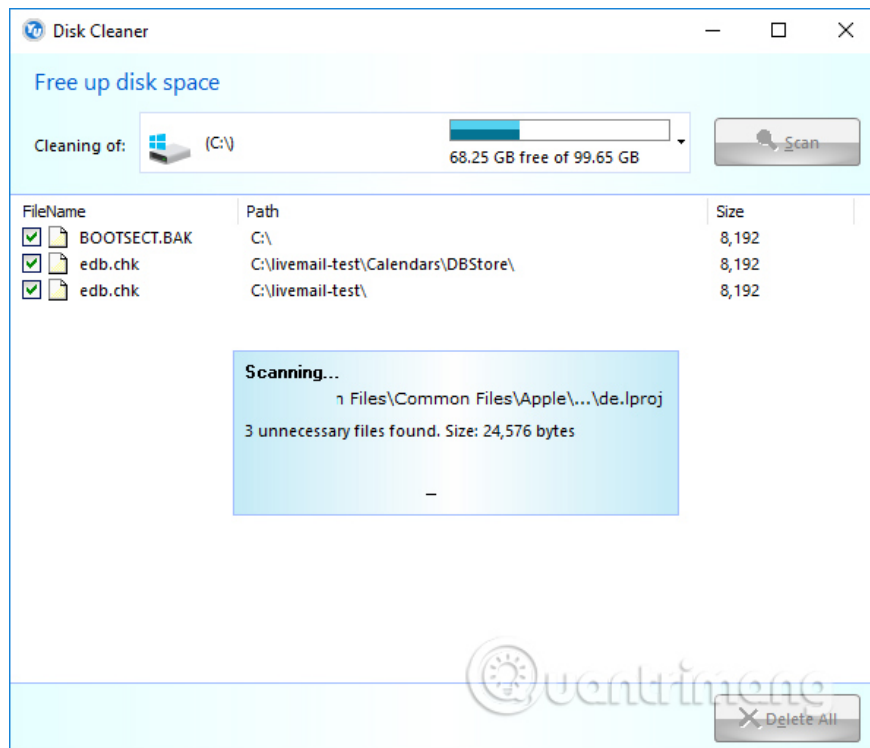 Disk Cleaner
Free up disk space
Cleaning of: (C:\)
68.25 GB free of 99.65 GB
Scan
FileName Path Size
BOOTSECT.BAK C:\ 8,192
edb.chk C:\livemail-test\Calendars\DBStore\ 8,192
edb.chk C:\livemail-test\ 8,192
Scanning...
n Files\Common Files\Apple\...\de.lproj
3 unnecessary files found. Size: 24,576 bytes
Quantrimang
Delete All